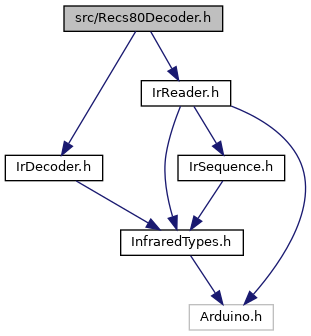 src/Recs80Decoder.h
IrReader.h
IrDecoder.h
IrSequence.h
InfraredTypes.h
Arduino.h